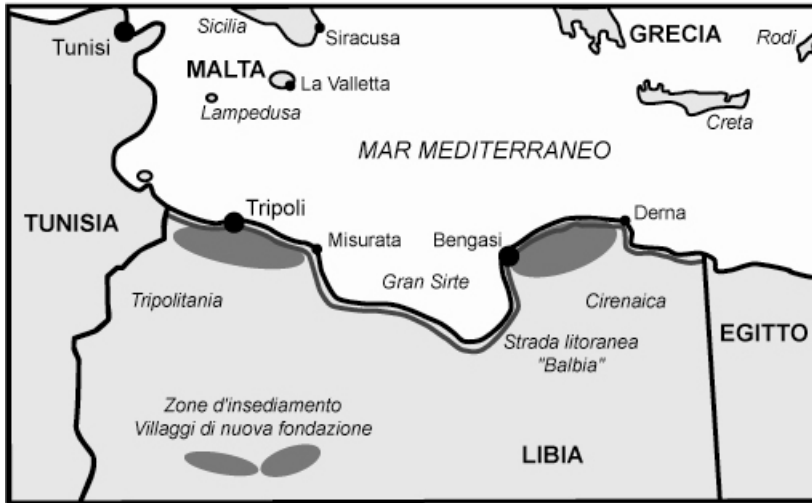 Sicilia
Siracusa
GRECIA
Rodi
Tunisi
MALTA
La Valletta
Lampedusa
Creta
MAR MEDITERRANEO
TUNISIA
Tripoli
Derna
Misurata
Bengasi
Gran Sirte
Tripolitania
Cirenaica
EGITTO
Strada litoranea
"Balbia"
Zone d'insediamento
Villaggi di nuova fondazione
LIBIA